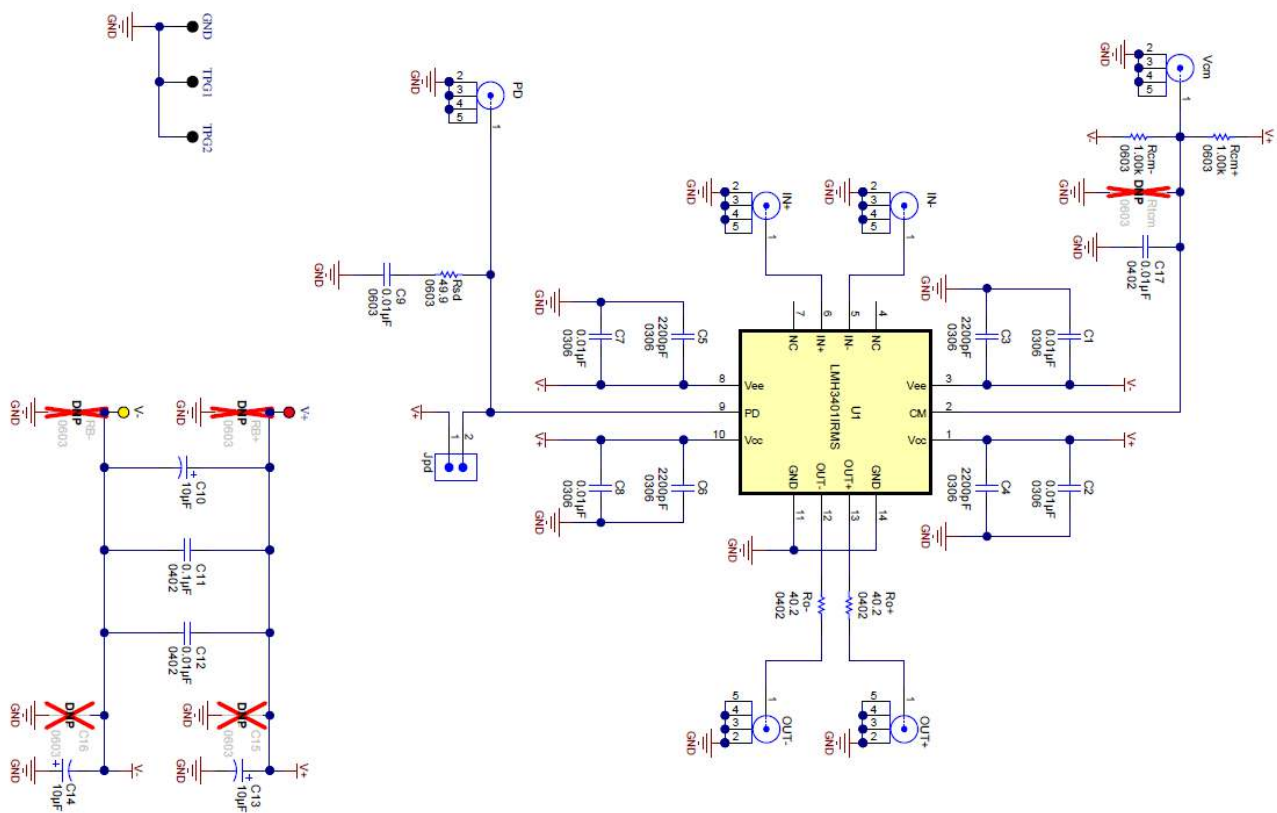 GND
TPG1
TPG2
GND
PD
2
3
4
5
1
GND
Rsd
49.9
0603
C9
0.01µF
0603
GND
V+
1
2
Jpd
Vcm
2
3
4
5
1
GND
V+
Rcm+
1.00k
0603
V-
Rcm-
1.00k
0603
DNP
Rtcm
0603
GND
C17
0.01µF
0402
GND
IN+
2
3
4
5
1
GND
IN-
2
3
4
5
1
GND
C7
0.01µF
0306
C5
2200pF
0306
GND
V-
C3
2200pF
0306
C1
0.01µF
0306
GND
V-
C8
0.01µF
0306
C6
2200pF
0306
V+
GND
C4
2200pF
0306
C2
0.01µF
0306
V+
GND
U1
LMH3401IRMS
7
NC
6
IN+
5
IN-
4
NC
8
Vee
9
PD
10
Vcc
3
Vee
2
CM
1
Vcc
GND
11
OUT-
12
OUT+
13
GND
14
GND
Ro-
40.2
0402
Ro+
40.2
0402
1
5
4
3
2
OUT-
GND
1
5
4
3
2
OUT+
GND
V-
DNP
RB-
0603
GND
V+
DNP
RB+
0603
GND
C10
10µF
C11
0.1µF
0402
C12
0.01µF
0402
DNP
C16
0603
GND
DNP
C15
0603
GND
V-
C14
10µF
GND
V+
C13
10µF
GND